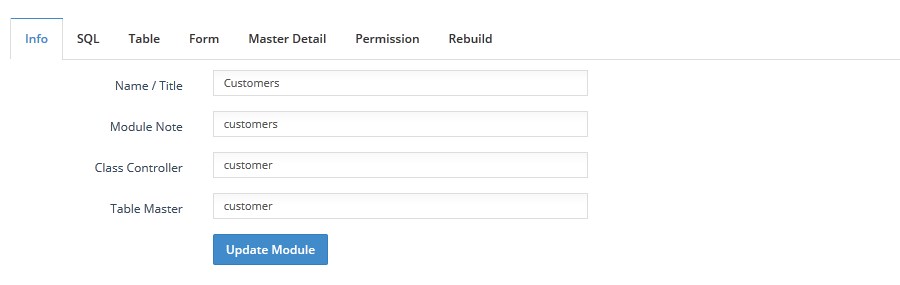 Info SQL Table Form Master Detail Permission Rebuild
Name / Title Customers
Module Note customers
Class Controller customer
Table Master customer
Update Module